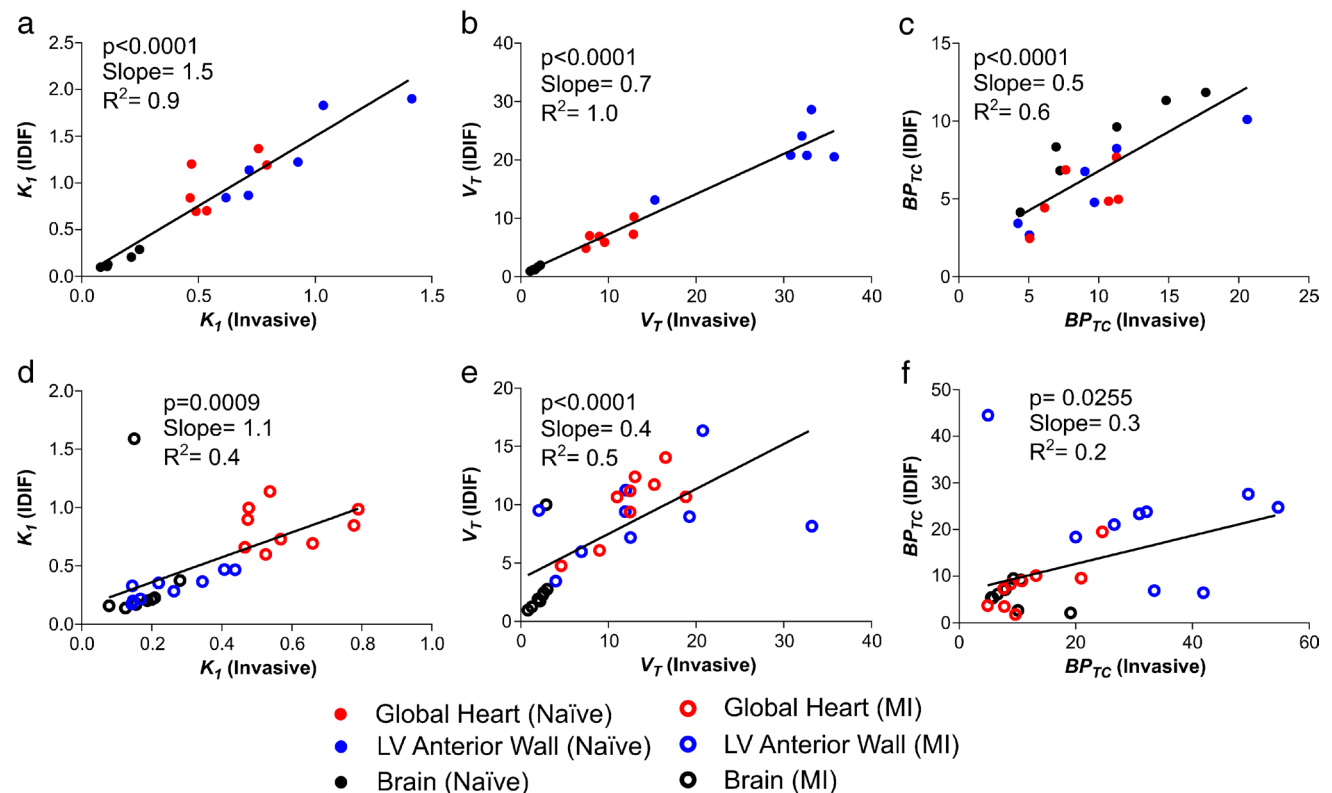 a
p<0.0001
Slope= 1.5
R²= 0.9
2.5
2.0
1.5
1.0
0.5
0.0
K₁ (IDIF)
0.0 0.5 1.0 1.5
K₁ (Invasive)
b
p<0.0001
Slope= 0.7
R²= 1.0
40
30
20
10
0
V_T (IDIF)
0 10 20 30 40
V_T (Invasive)
c
p<0.0001
Slope= 0.5
R²= 0.6
15
10
5
0
BP_TC (IDIF)
0 5 10 15 20 25
BP_TC (Invasive)
d
p=0.0009
Slope= 1.1
R²= 0.4
2.0
1.5
1.0
0.5
0.0
K₁ (IDIF)
0.0 0.2 0.4 0.6 0.8 1.0
K₁ (Invasive)
e
p<0.0001
Slope= 0.4
R²= 0.5
20
15
10
5
0
V_T (IDIF)
0 10 20 30 40
V_T (Invasive)
f
p= 0.0255
Slope= 0.3
R²= 0.2
50
40
30
20
10
0
BP_TC (IDIF)
0 20 40 60
BP_TC (Invasive)
Global Heart (Naïve)
LV Anterior Wall (Naïve)
Brain (Naïve)
Global Heart (MI)
LV Anterior Wall (MI)
Brain (MI)